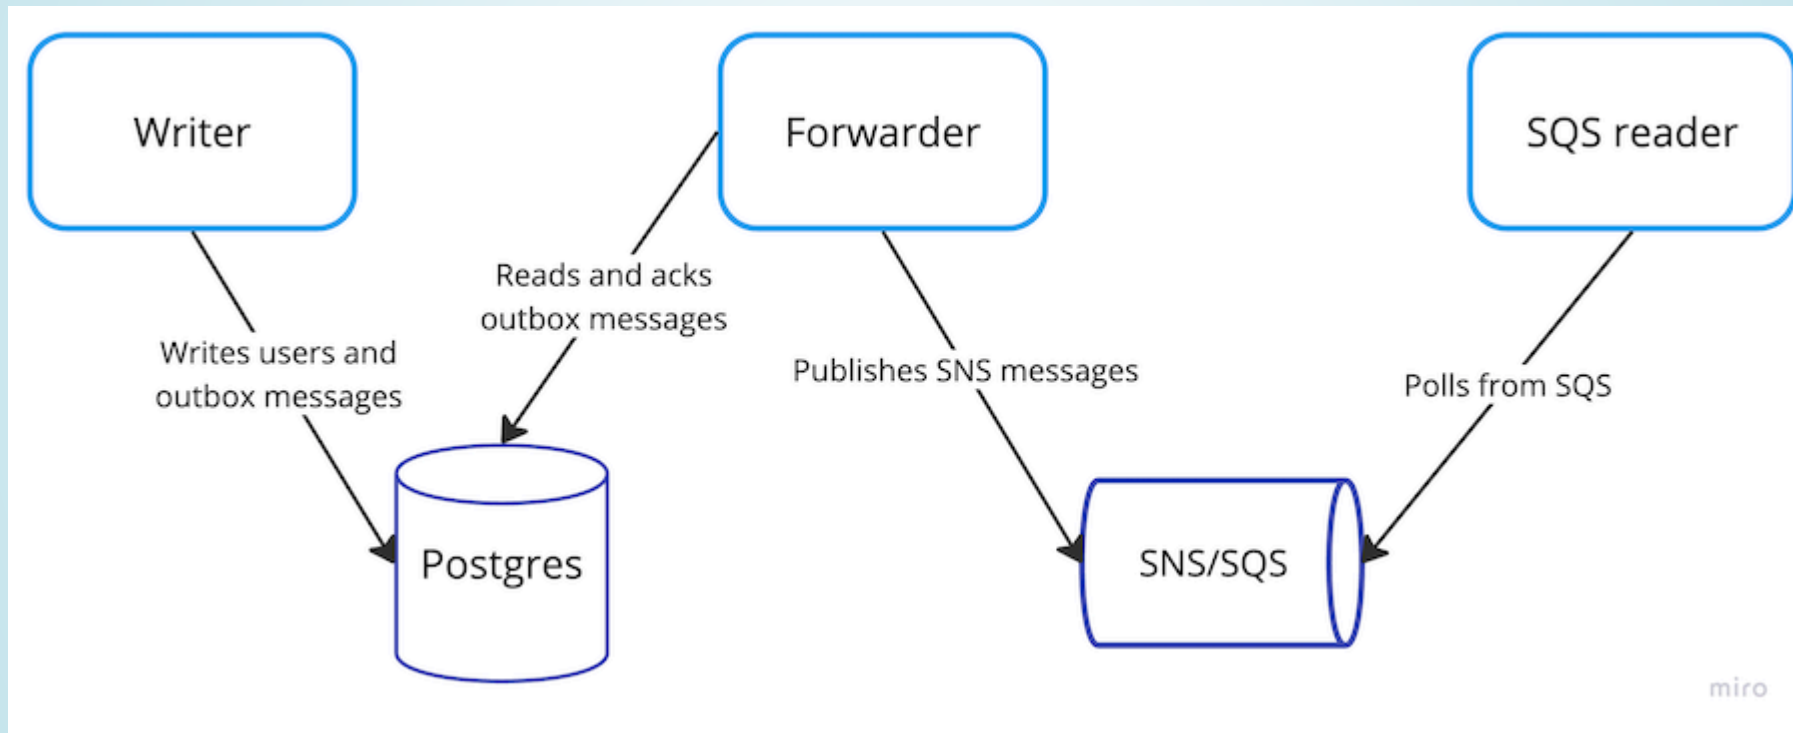 Writer
Forwarder
SQS reader
Reads and acks
outbox messages
Writes users and
outbox messages
Publishes SNS messages
Polls from SQS
Postgres
SNS/SQS
miro